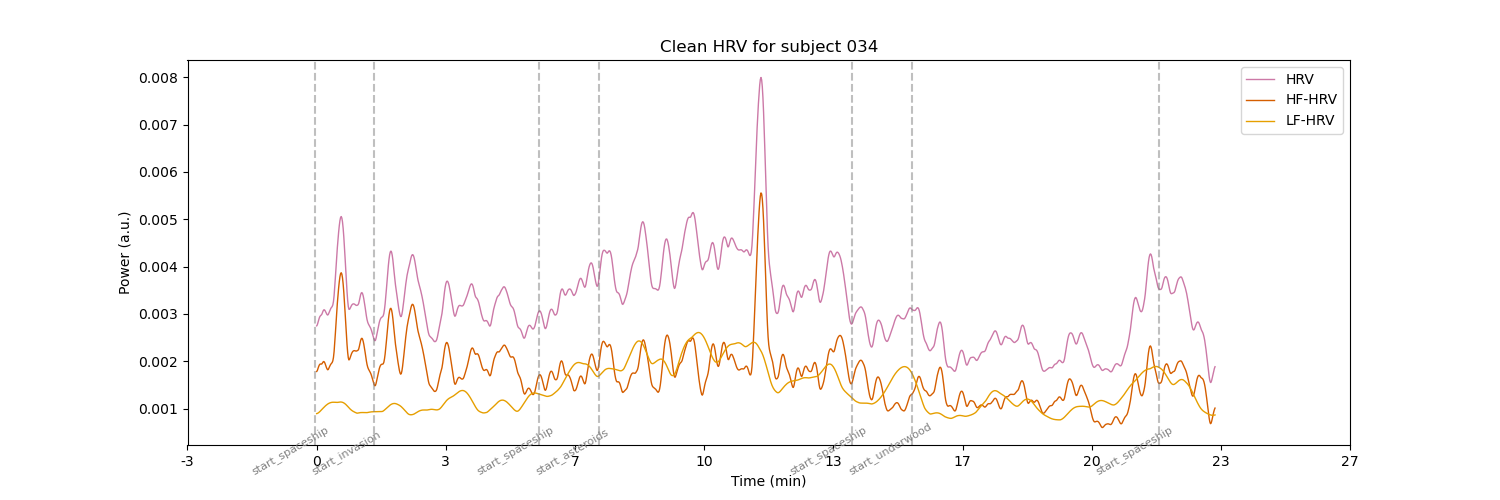 Clean HRV for subject 034
HRV
HF-HRV
LF-HRV
Power (a.u.)
0.008
0.007
0.006
0.005
0.004
0.003
0.002
0.001
start_spaceship
start_invasion
start_spaceship
start_asteroids
start_spaceship
start_underwood
start_spaceship
-3 0 3 7 10 13 17 20 23 27
Time (min)